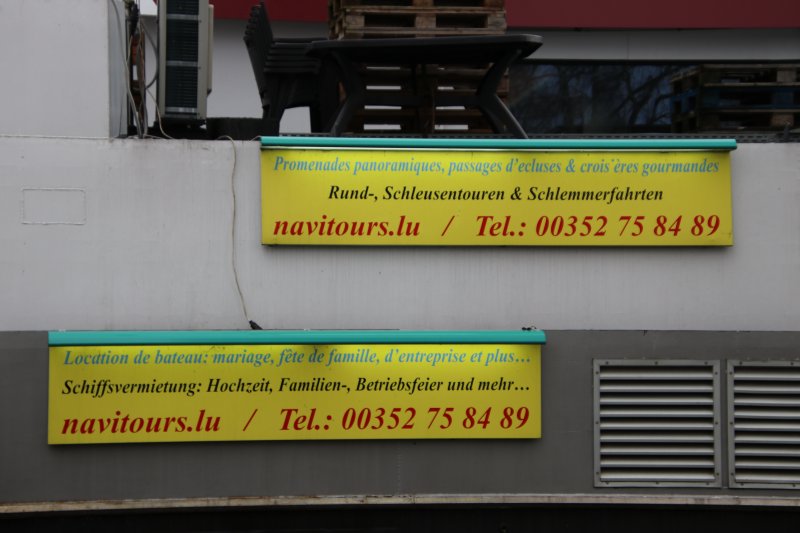 Promenades panoramiques, passages d'ecluses & crois ères gourmandes
Rund-, Schleusentouren & Schlemmerfahrten
navitours.lu / Tel.: 00352 75 84 89
Location de bateau: mariage, fête de famille, d'entreprise et plus...
Schiffsvermietung: Hochzeit, Familien-, Betriebsfeier und mehr...
navitours.lu / Tel.: 00352 75 84 89